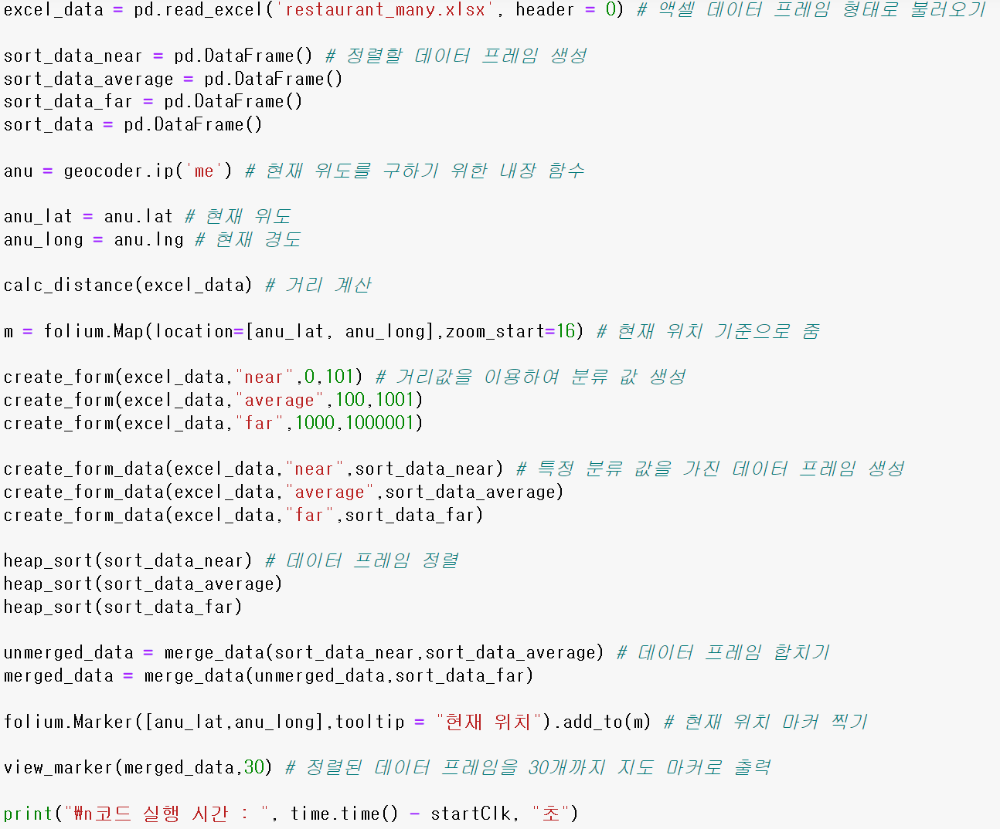 excel_data = pd.read_excel('restaurant_many.xlsx', header = 0) # 액셀 데이터 프레임 형태로 불러오기
sort_data_near = pd.DataFrame() # 정렬할 데이터 프레임 생성
sort_data_average = pd.DataFrame()
sort_data_far = pd.DataFrame()
sort_data = pd.DataFrame()
anu = geocoder.ip('me') # 현재 위도를 구하기 위한 내장 함수
anu_lat = anu.lat # 현재 위도
anu_long = anu.lng # 현재 경도
calc_distance(excel_data) # 거리 계산
m = folium.Map(location=[anu_lat, anu_long],zoom_start=16) # 현재 위치 기준으로 줌
create_form(excel_data,"near",0,101) # 거리값을 이용하여 분류 값 생성
create_form(excel_data,"average",100,1001)
create_form(excel_data,"far",1000,1000001)
create_form_data(excel_data,"near",sort_data_near) # 특정 분류 값을 가진 데이터 프레임 생성
create_form_data(excel_data,"average",sort_data_average)
create_form_data(excel_data,"far",sort_data_far)
heap_sort(sort_data_near) # 데이터 프레임 정렬
heap_sort(sort_data_average)
heap_sort(sort_data_far)
unmerged_data = merge_data(sort_data_near,sort_data_average) # 데이터 프레임 합치기
merged_data = merge_data(unmerged_data,sort_data_far)
folium.Marker([anu_lat,anu_long],tooltip = "현재 위치").add_to(m) # 현재 위치 마커 찍기
view_marker(merged_data,30) # 정렬된 데이터 프레임을 30개까지 지도 마커로 출력
print("₩n코드 실행 시간 : ", time.time() - startClk, "초")